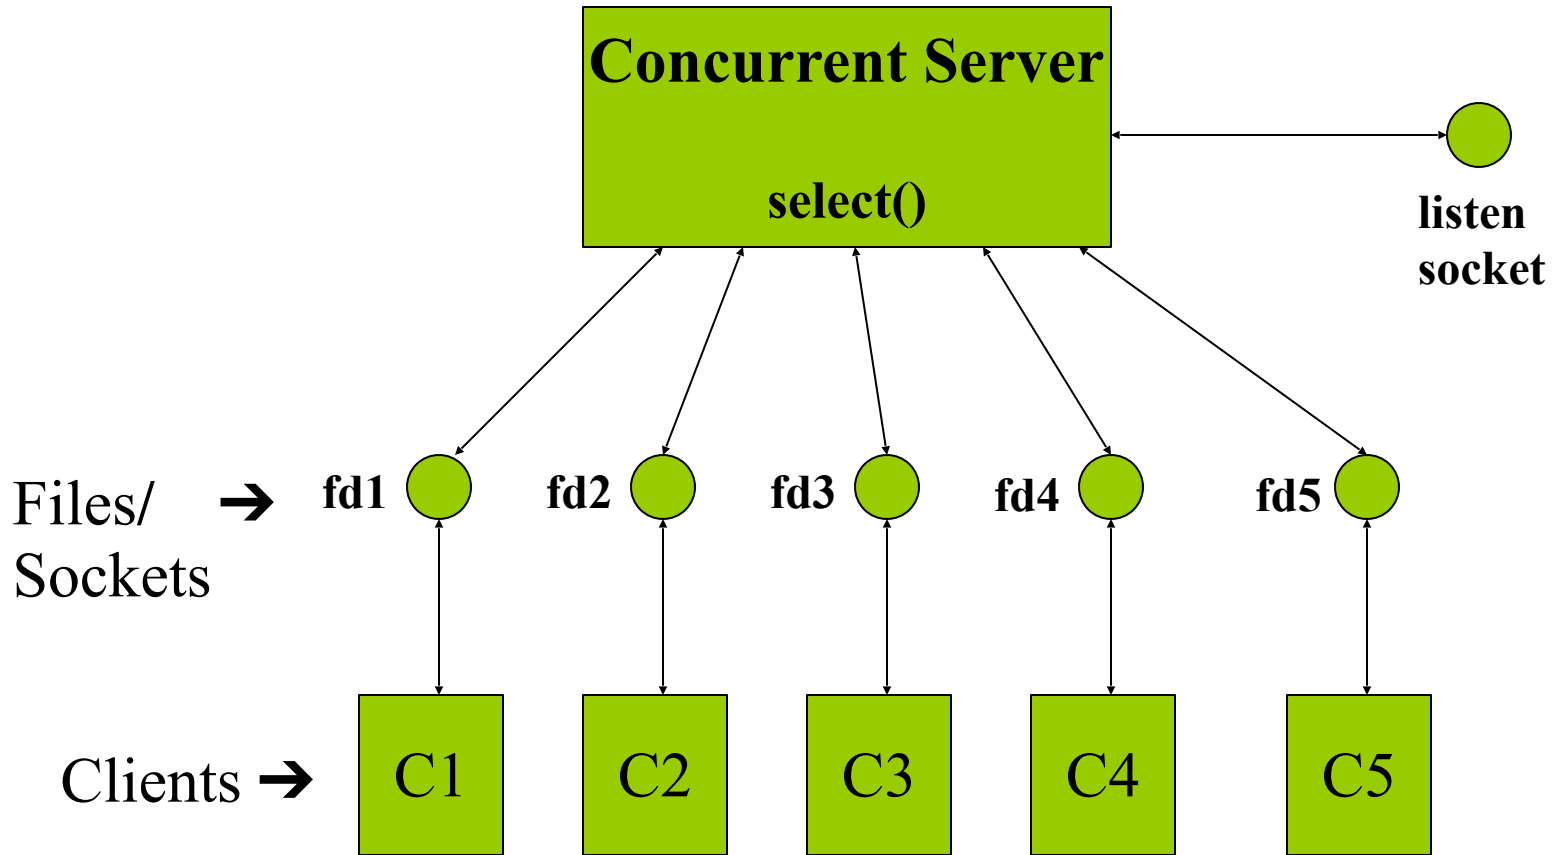 Concurrent Server
select()
listen
socket
Files/ ➔
Sockets
fd1
fd2
fd3
fd4
fd5
Clients ➔
C1
C2
C3
C4
C5